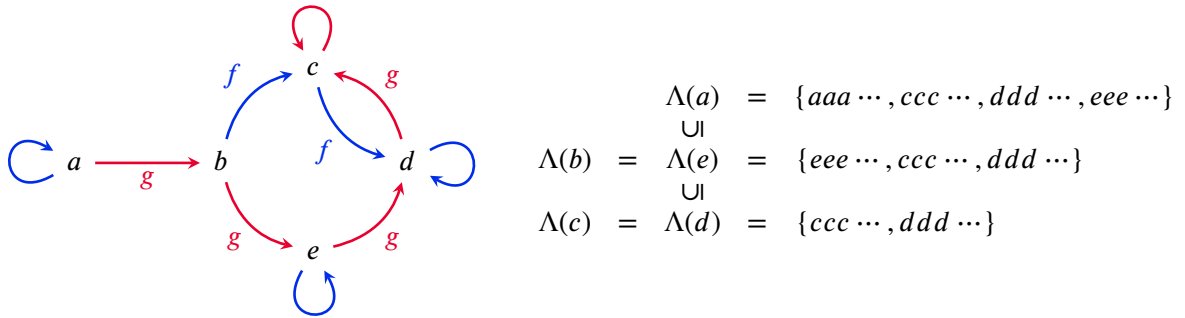 c
f
g
Λ(a) = {aaa ⋯ , ccc ⋯ , ddd ⋯ , eee ⋯}
∪I
a
g
b
f
d
Λ(b) = Λ(e) = {eee ⋯ , ccc ⋯ , ddd ⋯}
∪I
Λ(c) = Λ(d) = {ccc ⋯ , ddd ⋯}
g
g
e